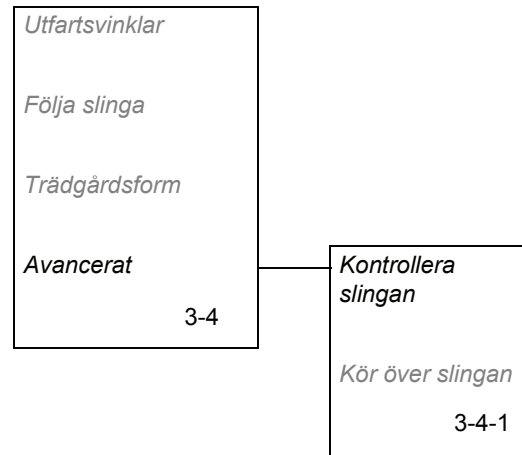 Utfartsvinklar
Följa slinga
Trädgårdsform
Avancerat
3-4
Kontrollera
slingan
Kör över slingan
3-4-1